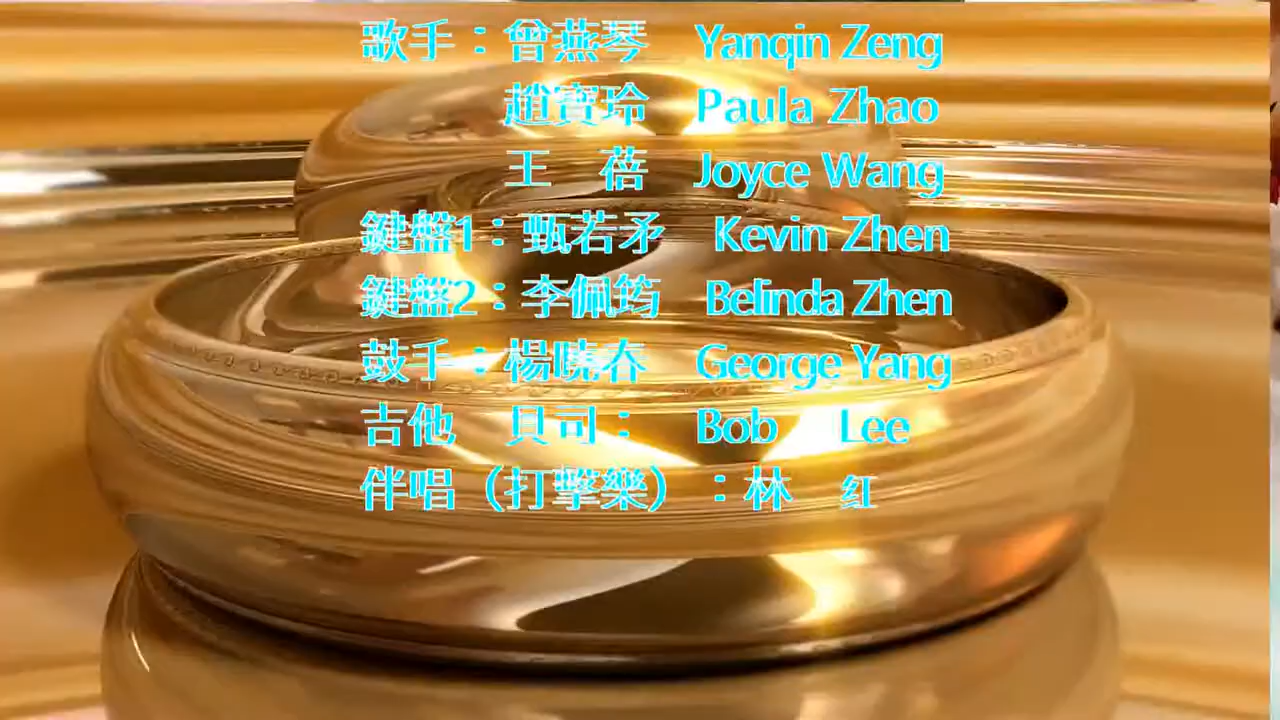 歌手：曾燕琴 Yanqin Zeng
趙寶玲 Paula Zhao
王 蓓 Joyce Wang
鍵盤1：甄若矛 Kevin Zhen
鍵盤2：李佩筠 Belinda Zhen
鼓手：楊曉春 George Yang
吉他 貝司： Bob Lee
伴唱（打擊樂）：林 红